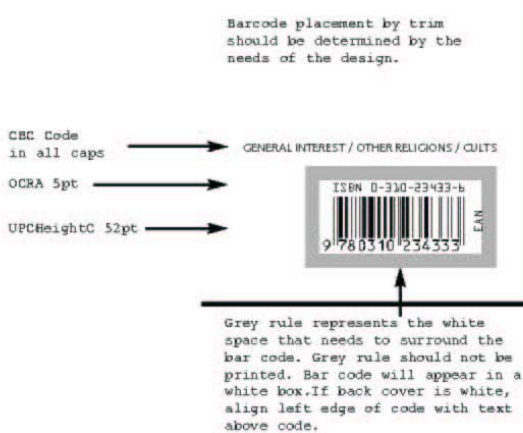 Barcode placement by trim
should be determined by the
needs of the design.
CBC Code
in all caps
GENERAL INTEREST / OTHER RELIGIONS / CULTS
OCRA 5pt
ISBN 0-310-23433-6
UPCHeightC 52pt
EAN
9 780310 234333
Grey rule represents the white
space that needs to surround the
bar code. Grey rule should not be
printed. Bar code will appear in a
white box.If back cover is white,
align left edge of code with text
above code.